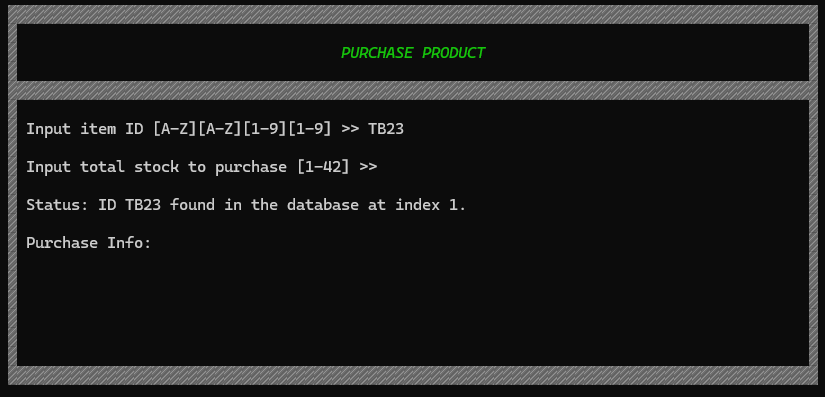 PURCHASE PRODUCT
Input item ID [A-Z][A-Z][1-9][1-9] >> TB23
Input total stock to purchase [1-42] >>
Status: ID TB23 found in the database at index 1.
Purchase Info: